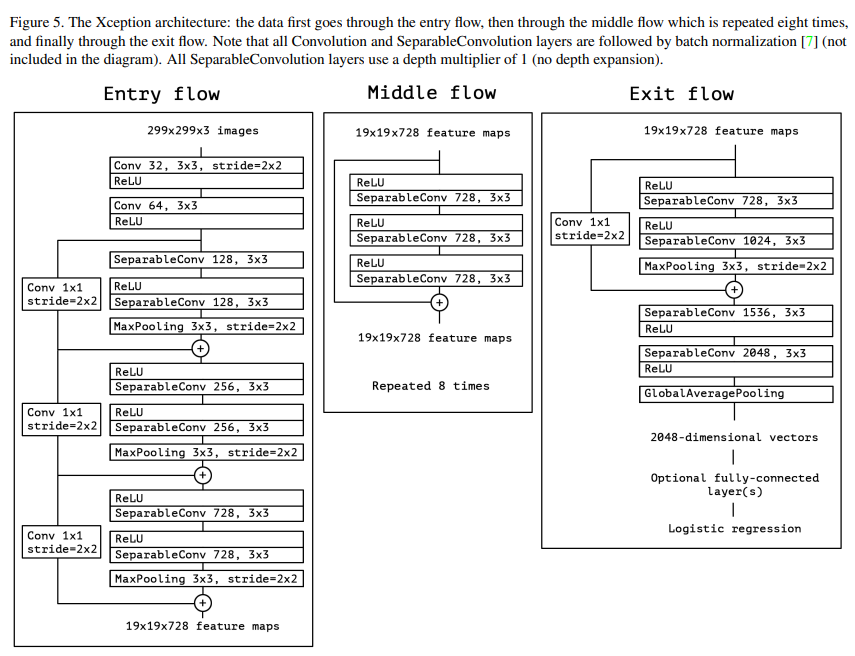 Figure 5. The Xception architecture: the data first goes through the entry flow, then through the middle flow which is repeated eight times,
and finally through the exit flow. Note that all Convolution and SeparableConvolution layers are followed by batch normalization [7] (not
included in the diagram). All SeparableConvolution layers use a depth multiplier of 1 (no depth expansion).
Entry flow
299x299x3 images
Conv 32, 3x3, stride=2x2
ReLU
Conv 64, 3x3
ReLU
SeparableConv 128, 3x3
Conv 1x1
stride=2x2
ReLU
SeparableConv 128, 3x3
MaxPooling 3x3, stride=2x2
+
ReLU
SeparableConv 256, 3x3
Conv 1x1
stride=2x2
ReLU
SeparableConv 256, 3x3
MaxPooling 3x3, stride=2x2
+
ReLU
SeparableConv 728, 3x3
Conv 1x1
stride=2x2
ReLU
SeparableConv 728, 3x3
MaxPooling 3x3, stride=2x2
+
19x19x728 feature maps
Middle flow
19x19x728 feature maps
ReLU
SeparableConv 728, 3x3
ReLU
SeparableConv 728, 3x3
ReLU
SeparableConv 728, 3x3
+
19x19x728 feature maps
Repeated 8 times
Exit flow
19x19x728 feature maps
ReLU
SeparableConv 728, 3x3
Conv 1x1
stride=2x2
ReLU
SeparableConv 1024, 3x3
MaxPooling 3x3, stride=2x2
+
SeparableConv 1536, 3x3
ReLU
SeparableConv 2048, 3x3
ReLU
GlobalAveragePooling
2048-dimensional vectors
Optional fully-connected
layer(s)
Logistic regression